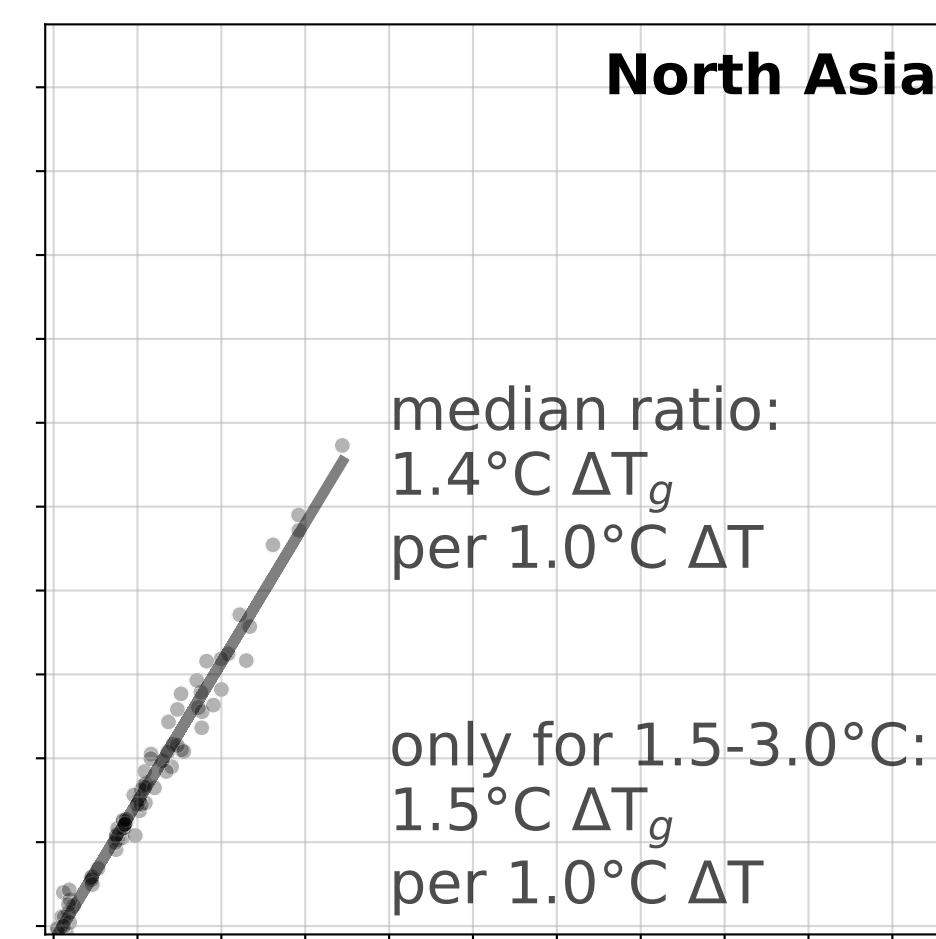 North Asia
median ratio:
1.4°C ΔTg
per 1.0°C ΔT
only for 1.5-3.0°C:
1.5°C ΔTg
per 1.0°C ΔT